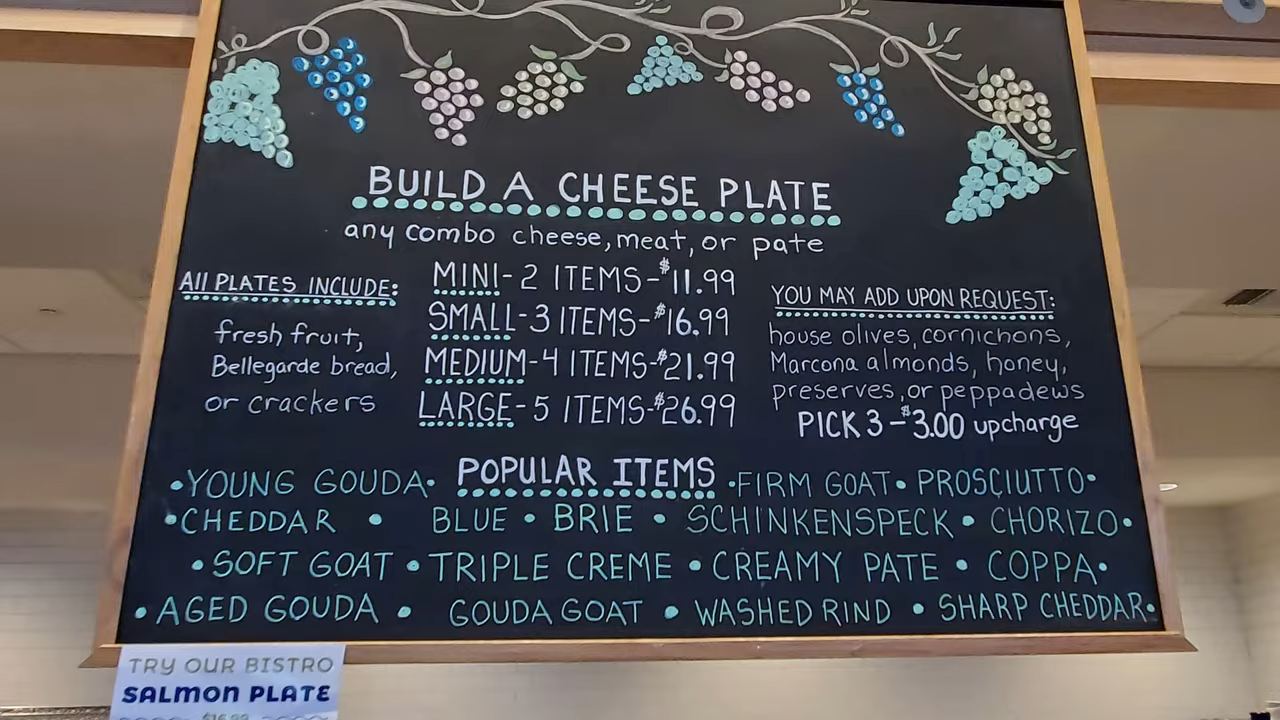 BUILD A CHEESE PLATE
any combo cheese, meat, or pate
All PLATES INCLUDE:
fresh fruit,
Bellegarde bread,
or crackers
MINI - 2 ITEMS - $11.99
SMALL - 3 ITEMS - $16.99
MEDIUM - 4 ITEMS - $21.99
LARGE - 5 ITEMS - $26.99
YOU MAY ADD UPON REQUEST:
house olives, cornichons,
Marcona almonds, honey,
preserves, or peppadews
PICK 3 - $3.00 upcharge
POPULAR ITEMS
• YOUNG GOUDA • • FIRM GOAT • PROSCIUTTO •
• CHEDDAR • BLUE • BRIE • SCHINKENSPECK • CHORIZO •
• SOFT GOAT • TRIPLE CREME • CREAMY PATE • COPPA •
• AGED GOUDA • GOUDA GOAT • WASHED RIND • SHARP CHEDDAR •
TRY OUR BISTRO
SALMON PLATE